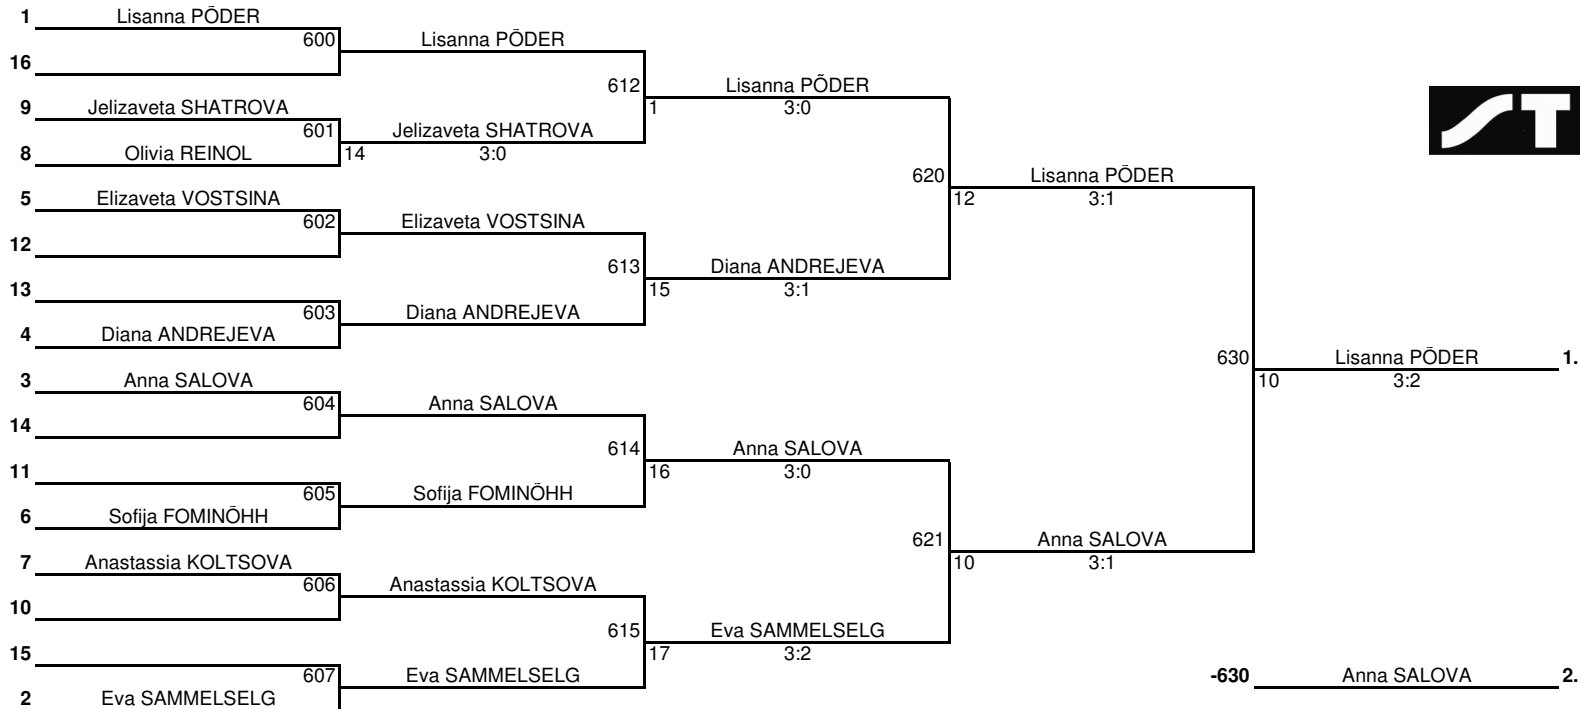 1 Lisanna PÕDER
600 Lisanna PÕDER
16
612 Lisanna PÕDER
9 Jelizaveta SHATROVA
1 3:0
601 Jelizaveta SHATROVA
8 Olivia REINOL
14 3:0
ST
620 Lisanna PÕDER
12 3:1
5 Elizaveta VOSTSINA
602 Elizaveta VOSTSINA
12
613 Diana ANDREJEVA
15 3:1
13
603 Diana ANDREJEVA
4 Diana ANDREJEVA
630 Lisanna PÕDER 1.
10 3:2
3 Anna SALOVA
604 Anna SALOVA
14
614 Anna SALOVA
16 3:0
11
605 Sofija FOMINÕHH
6 Sofija FOMINÕHH
621 Anna SALOVA
10 3:1
7 Anastassia KOLTSOVA
606 Anastassia KOLTSOVA
10
615 Eva SAMMELSELG
17 3:2
15
607 Eva SAMMELSELG
2 Eva SAMMELSELG
-630 Anna SALOVA 2.